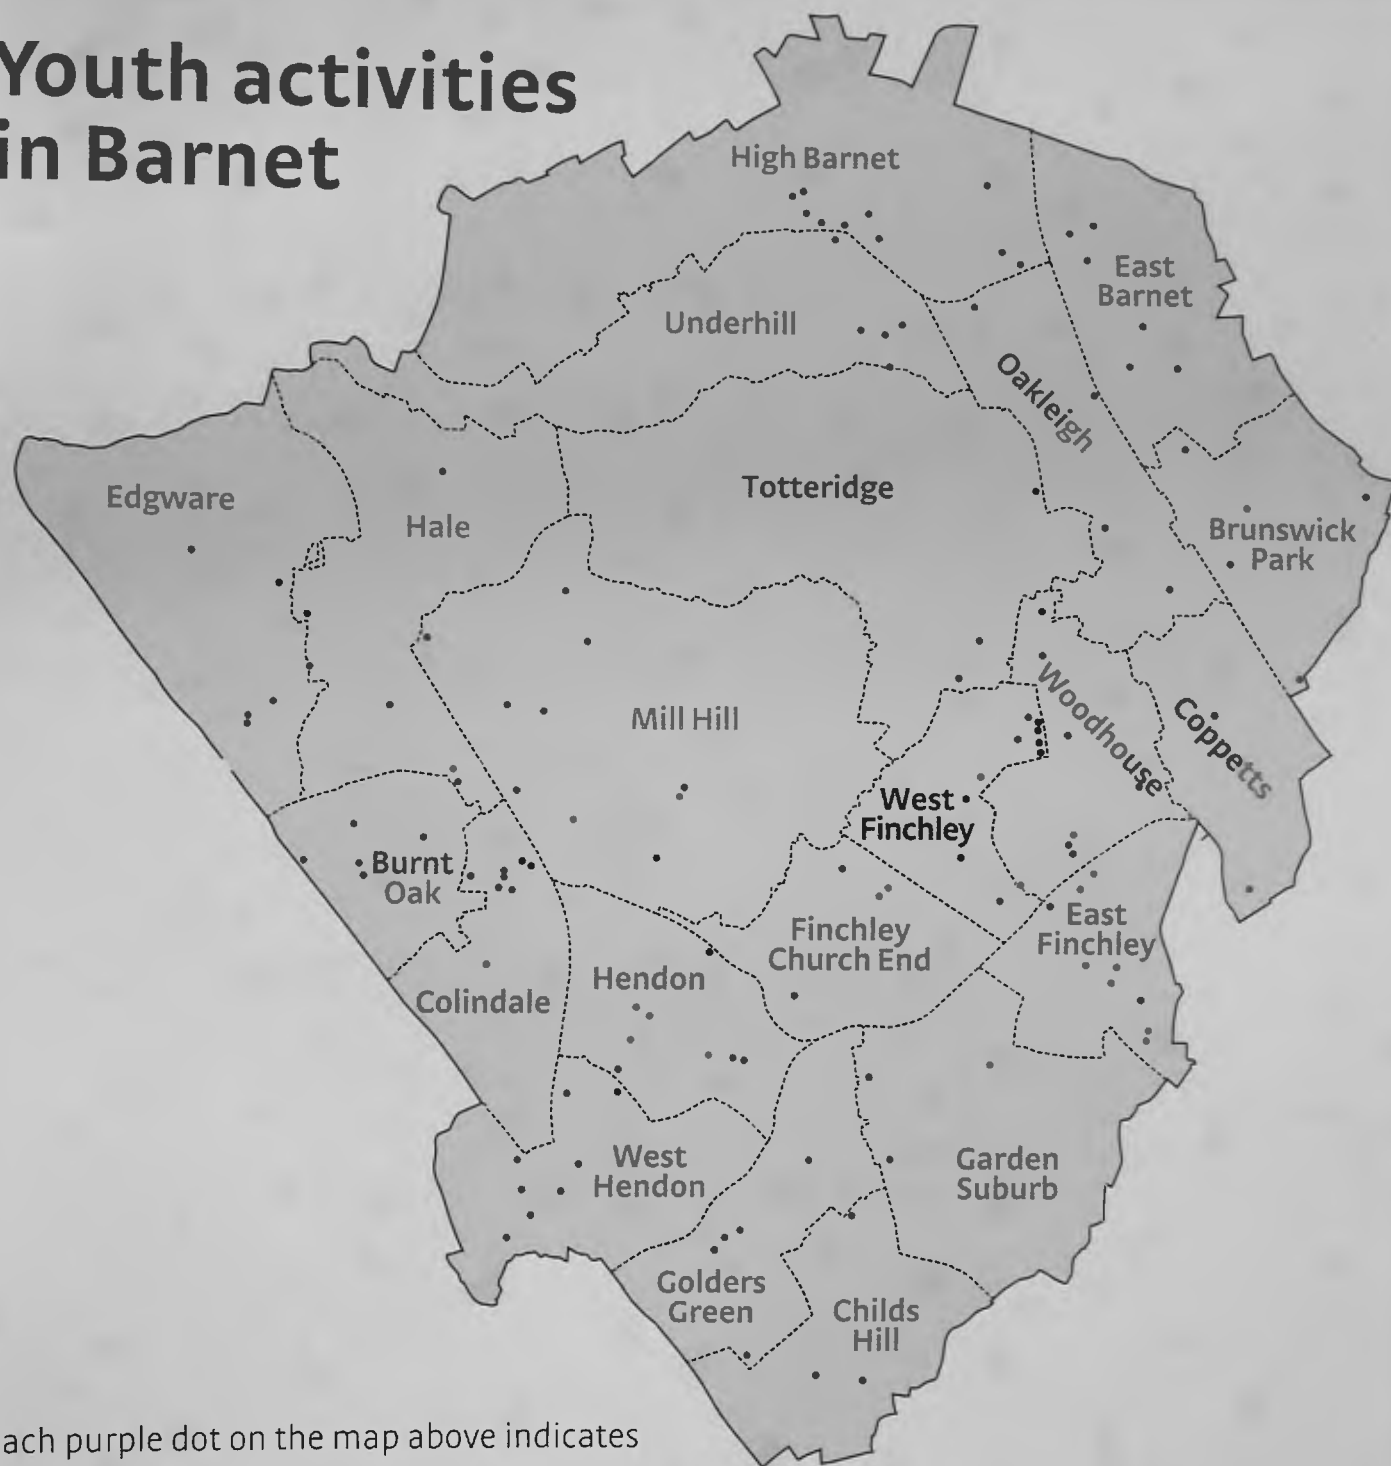 Youth activities
in Barnet
High Barnet
East
Barnet
Underhill
Oakleigh
Edgware
Hale
Totteridge
Brunswick
Park
Mill Hill
Woodhouse
Coppetts
West
Finchley
Burnt
Oak
Finchley
Church End
East
Finchley
Hendon
Colindale
West
Hendon
Garden
Suburb
Golders
Green
Childs
Hill
ach purple dot on the map above indicates